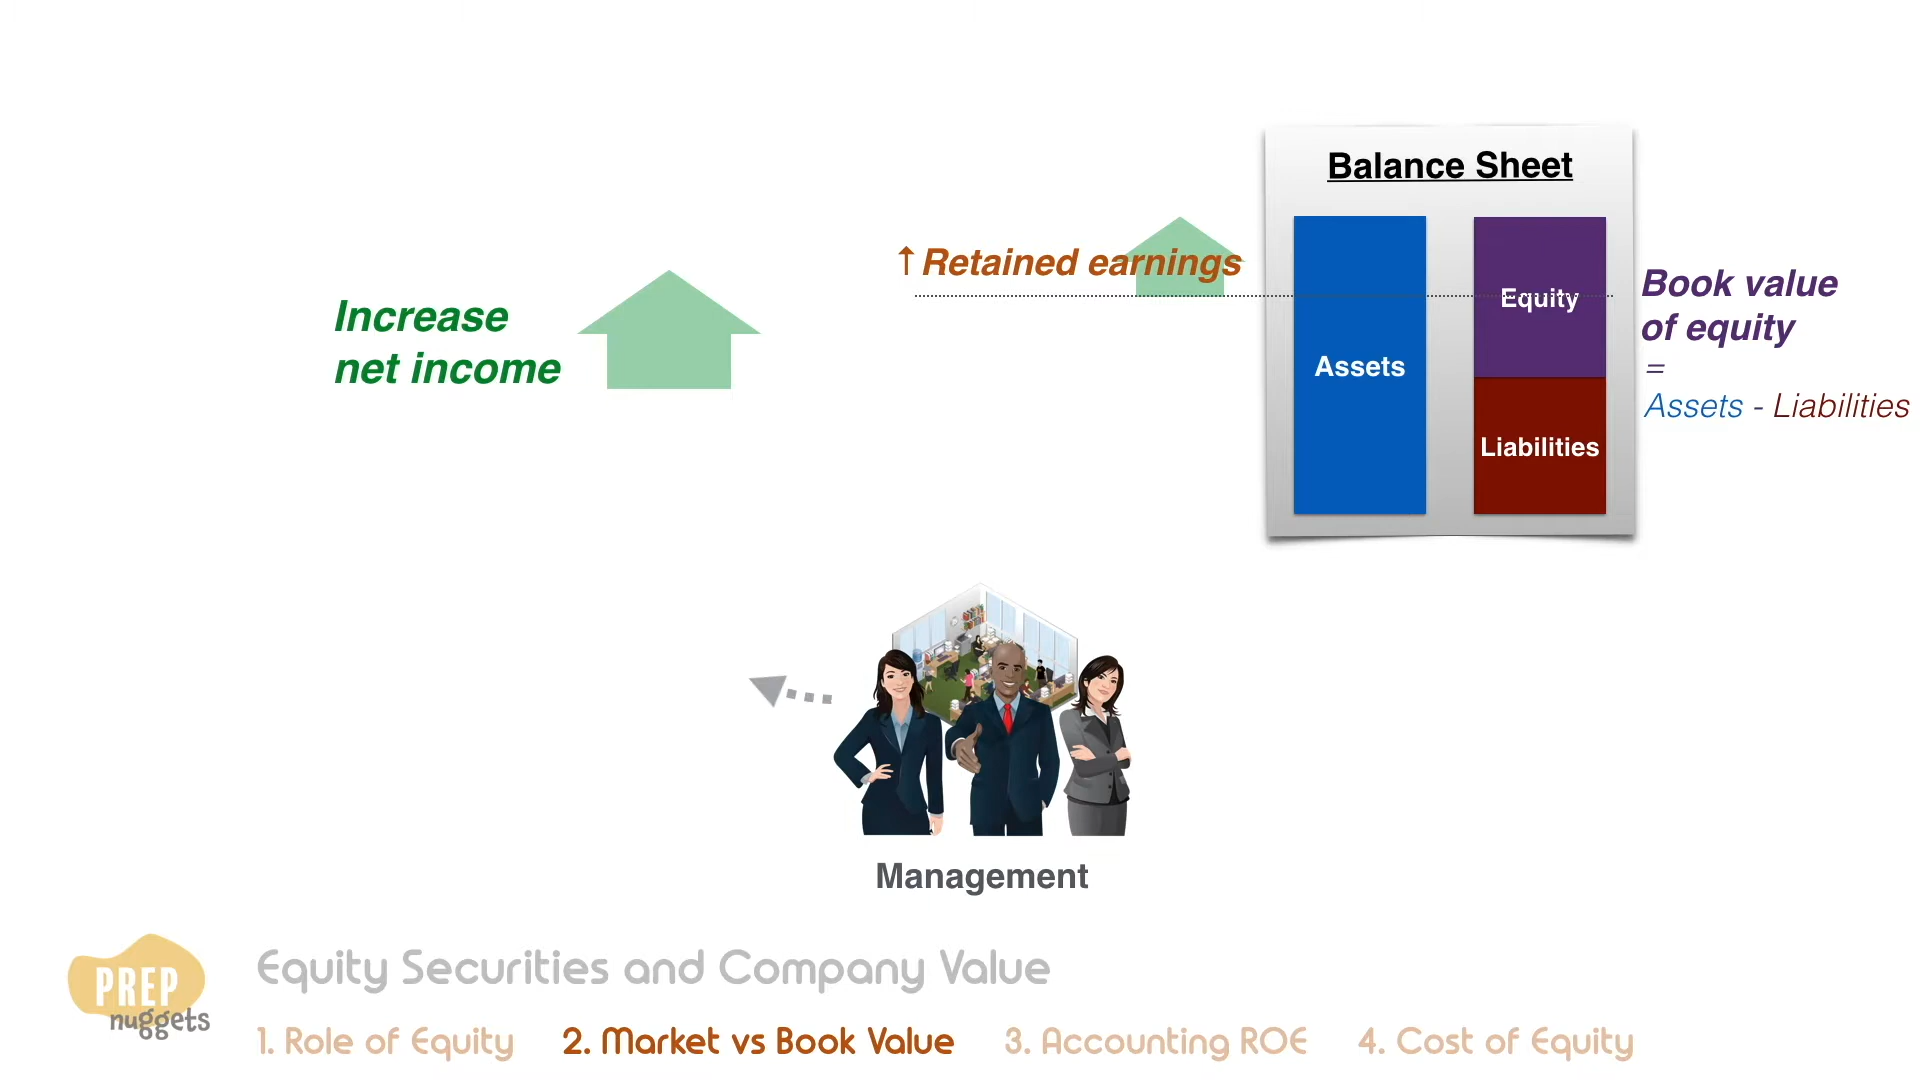 Balance Sheet
↑ Retained earnings
Increase
net income
Assets
Equity
Liabilities
Book value
of equity
=
Assets - Liabilities
Management
PREP
nuggets
Equity Securities and Company Value
1. Role of Equity
2. Market vs Book Value
3. Accounting ROE
4. Cost of Equity